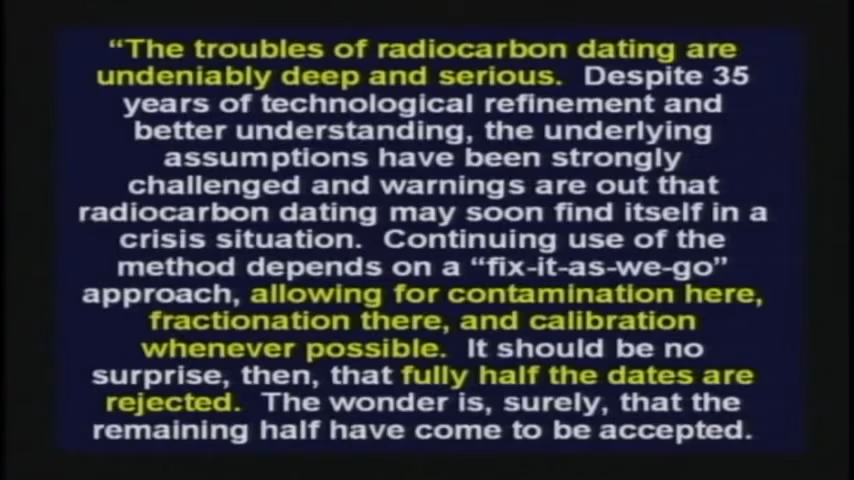 “The troubles of radiocarbon dating are
undeniably deep and serious. Despite 35
years of technological refinement and
better understanding, the underlying
assumptions have been strongly
challenged and warnings are out that
radiocarbon dating may soon find itself in a
crisis situation. Continuing use of the
method depends on a “fix-it-as-we-go”
approach, allowing for contamination here,
fractionation there, and calibration
whenever possible. It should be no
surprise, then, that fully half the dates are
rejected. The wonder is, surely, that the
remaining half have come to be accepted.